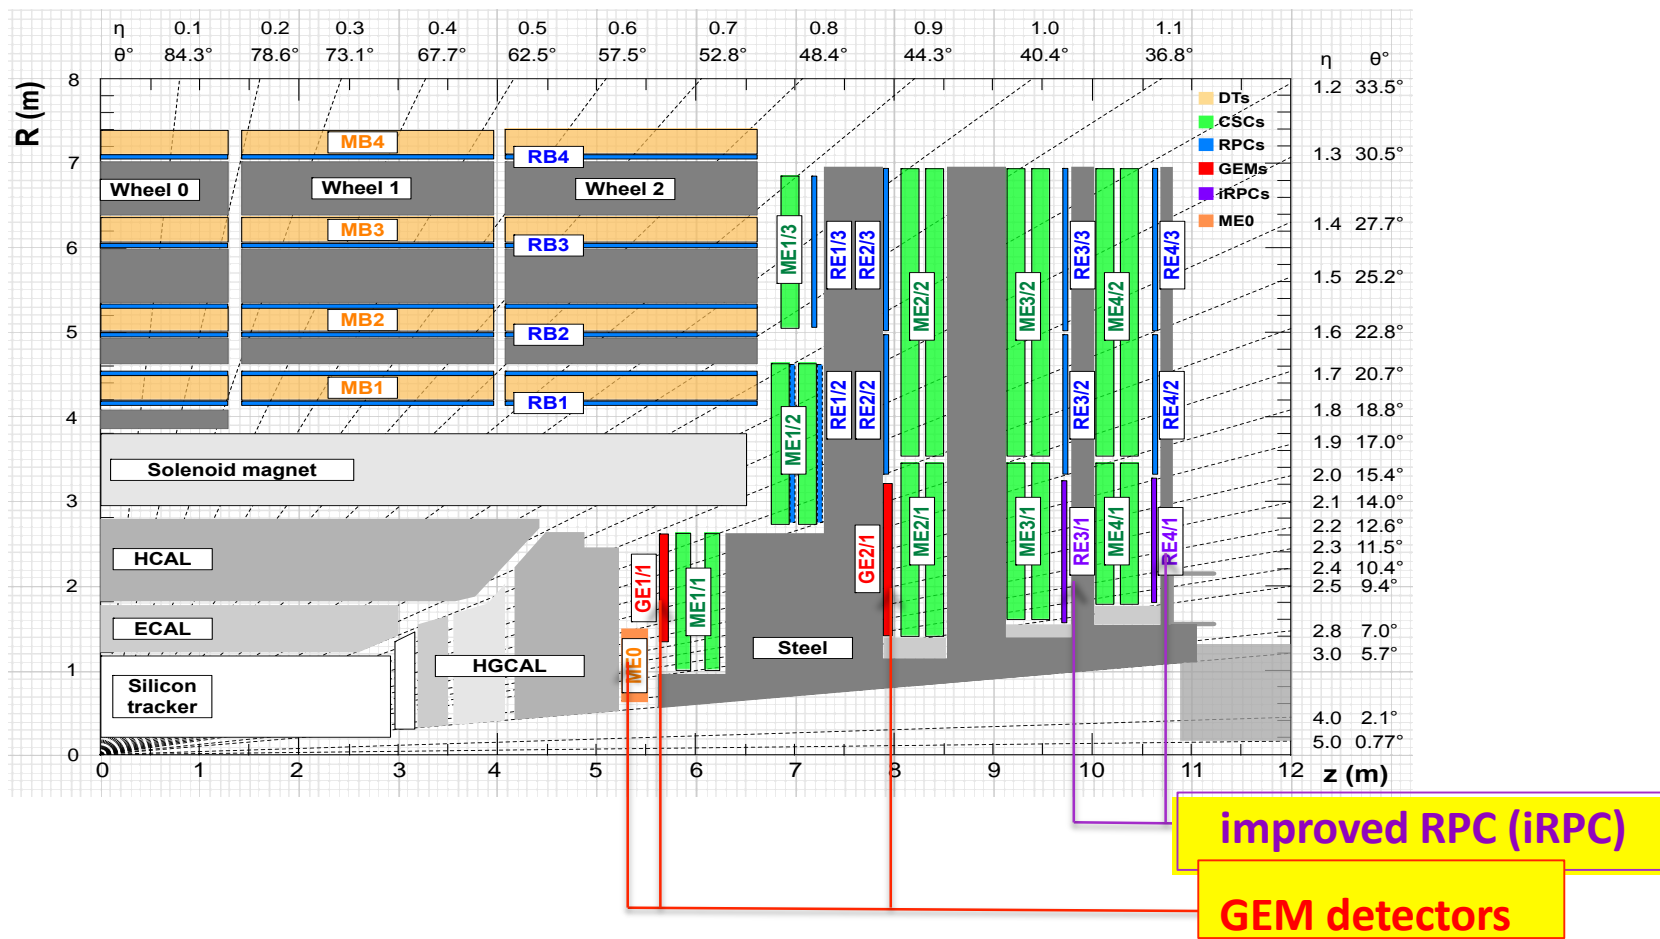 η 0.1 0.2 0.3 0.4 0.5 0.6 0.7 0.8 0.9 1.0 1.1
θ° 84.3° 78.6° 73.1° 67.7° 62.5° 57.5° 52.8° 48.4° 44.3° 40.4° 36.8° η θ°
R (m)
8
7
6
5
4
3
2
1
0
1.2 33.5°
1.3 30.5°
1.4 27.7°
1.5 25.2°
1.6 22.8°
1.7 20.7°
1.8 18.8°
1.9 17.0°
2.0 15.4°
2.1 14.0°
2.2 12.6°
2.3 11.5°
2.4 10.4°
2.5 9.4°
2.8 7.0°
3.0 5.7°
4.0 2.1°
5.0 0.77°
DTs
CSCs
RPCs
GEMs
iRPCs
ME0
MB4
RB4
Wheel 0 Wheel 1 Wheel 2
MB3
RB3
MB2
RB2
MB1
RB1
Solenoid magnet
HCAL
ECAL
HGCAL
Silicon
tracker
Steel
ME1/3
RE1/3
RE2/3
ME2/2
ME3/2
RE3/3
ME4/2
RE4/3
ME1/2
RE1/2
RE2/2
RE3/2
RE4/2
GE1/1
ME1/1
ME0
GE2/1
ME2/1
ME3/1
RE3/1
ME4/1
RE4/1
0 1 2 3 4 5 6 7 8 9 10 11 12 z (m)
improved RPC (iRPC)
GEM detectors